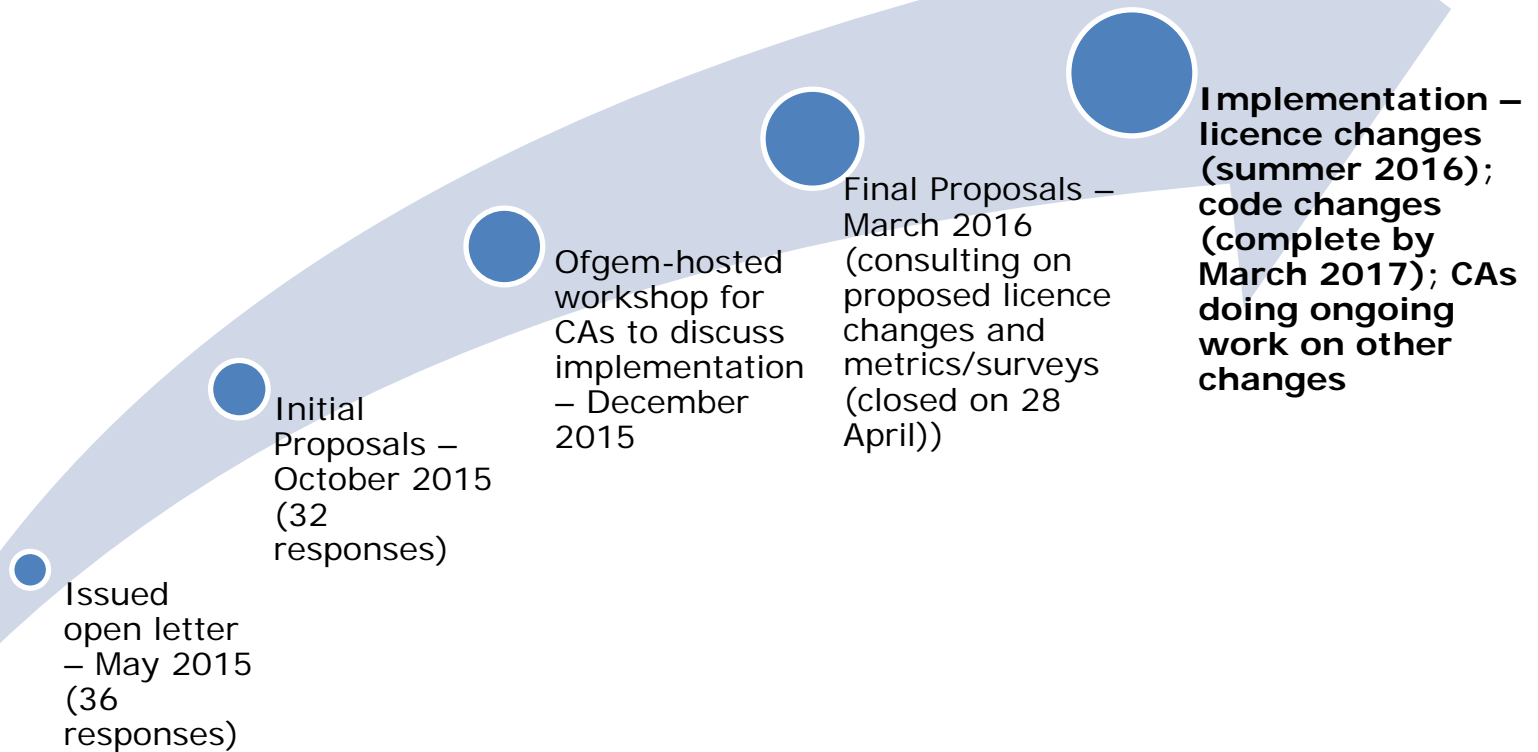 Issued
open letter
– May 2015
(36
responses)
Initial
Proposals –
October 2015
(32
responses)
Ofgem-hosted
workshop for
CAs to discuss
implementation
– December
2015
Final Proposals –
March 2016
(consulting on
proposed licence
changes and
metrics/surveys
(closed on 28
April))
Implementation –
licence changes
(summer 2016);
code changes
(complete by
March 2017); CAs
doing ongoing
work on other
changes